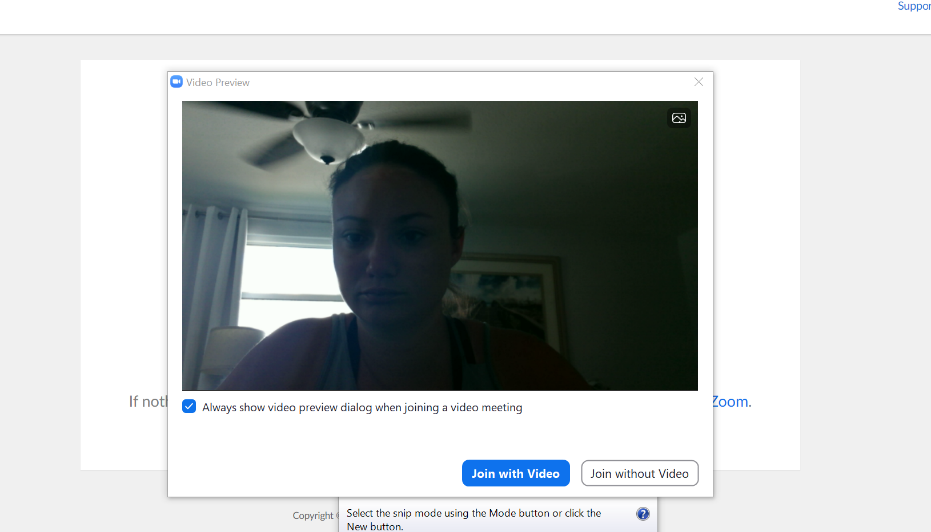 Suppor
Video Preview
If noth
Zoom.
Always show video preview dialog when joining a video meeting
Join with Video
Join without Video
Copyright ©
Select the snip mode using the Mode button or click the
New button.
?